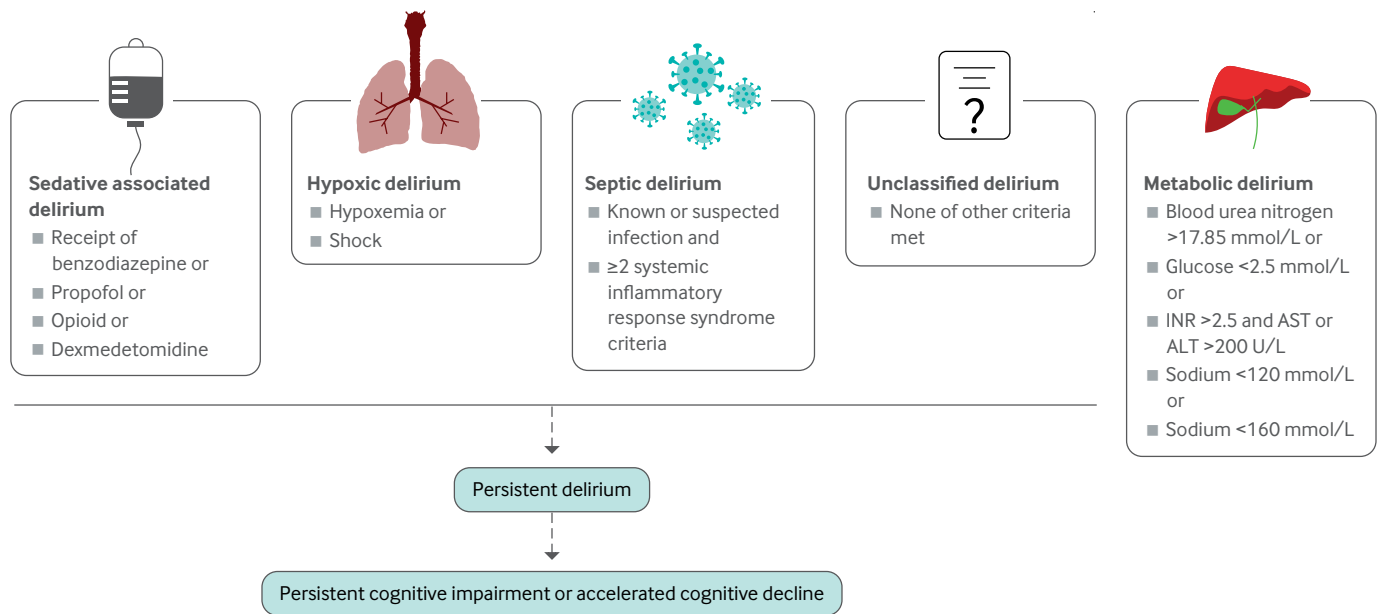 ?
Sedative associated
delirium
■ Receipt of
benzodiazepine or
■ Propofol or
■ Opioid or
■ Dexmedetomidine
Hypoxic delirium
■ Hypoxemia or
■ Shock
Septic delirium
■ Known or suspected
infection and
■ ≥2 systemic
inflammatory
response syndrome
criteria
Unclassified delirium
■ None of other criteria
met
Metabolic delirium
■ Blood urea nitrogen
>17.85 mmol/L or
■ Glucose <2.5 mmol/L
or
■ INR >2.5 and AST or
ALT >200 U/L
■ Sodium <120 mmol/L
or
■ Sodium <160 mmol/L
Persistent delirium
Persistent cognitive impairment or accelerated cognitive decline